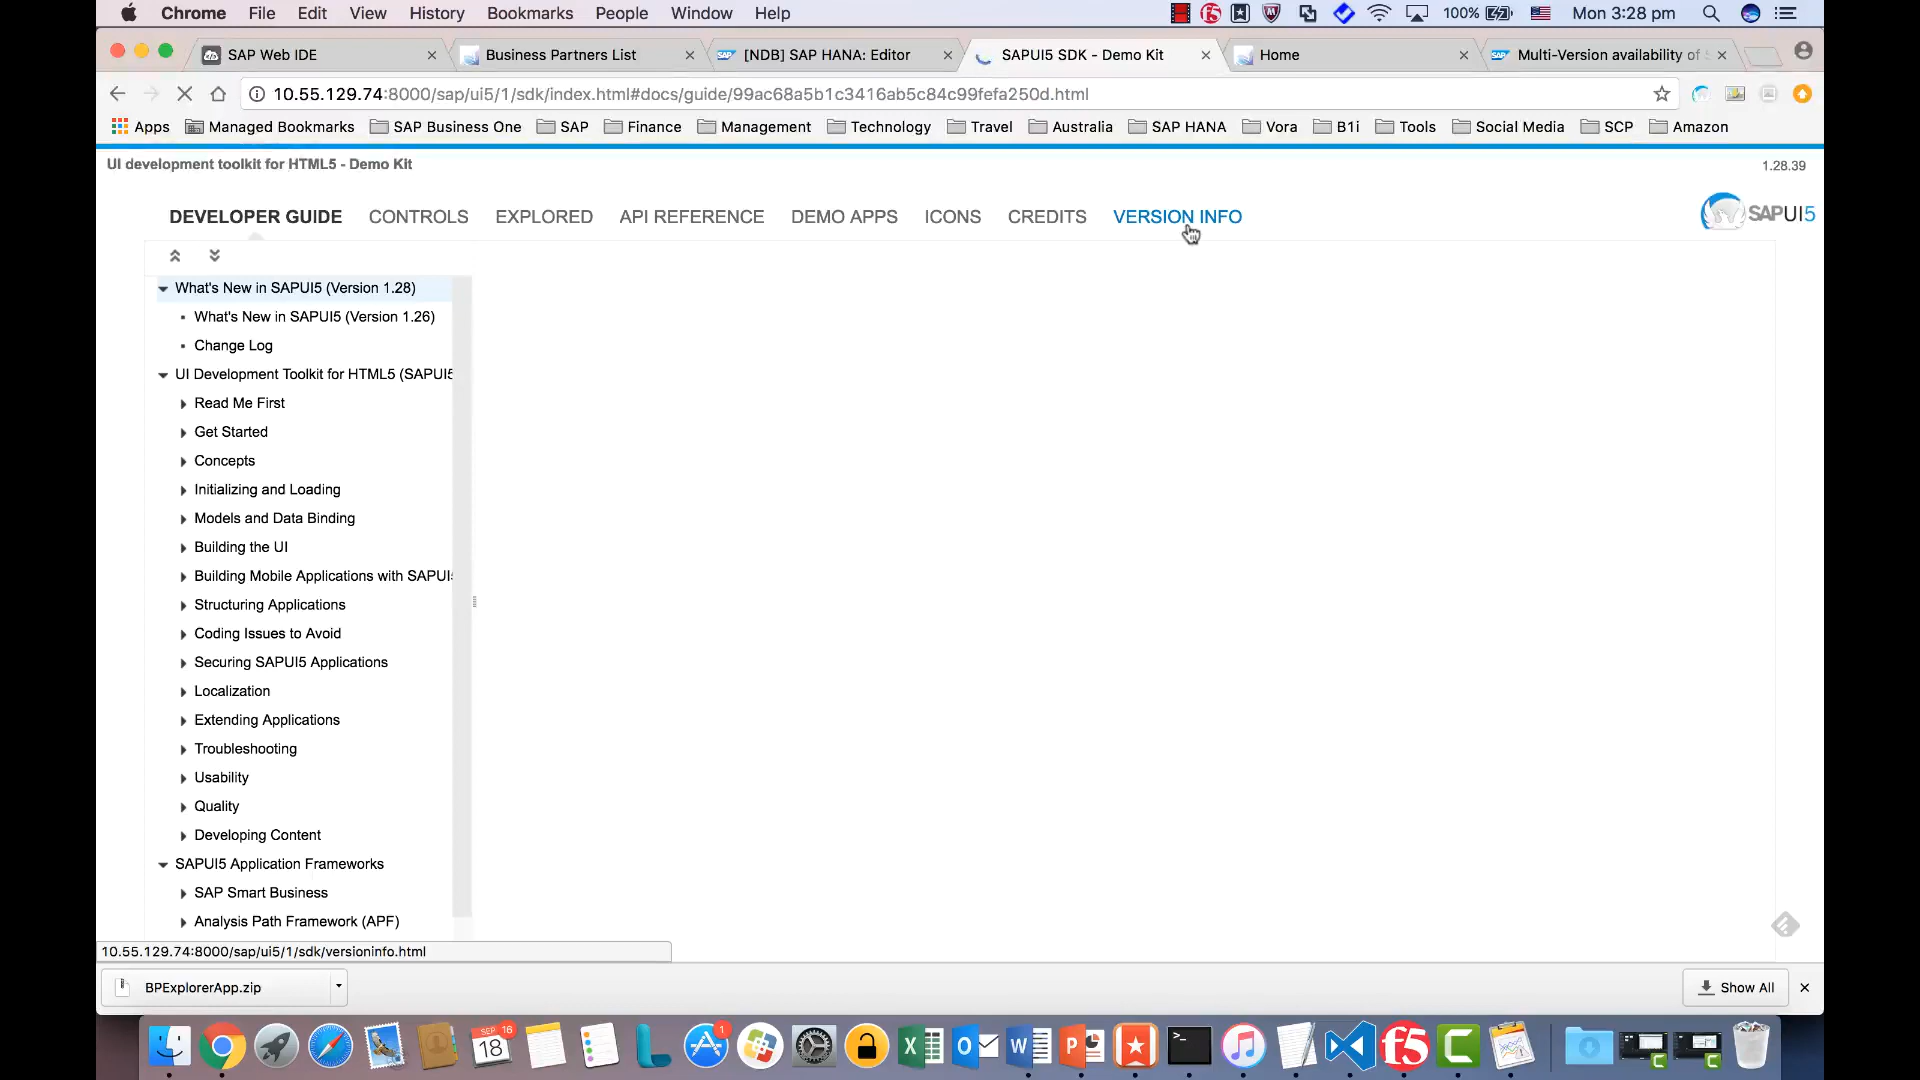 Chrome File Edit View History Bookmarks People Window Help 100% Mon 3:28 pm
SAP Web IDE Business Partners List [NDB] SAP HANA: Editor SAPUI5 SDK - Demo Kit Home Multi-Version availability of
10.55.129.74:8000/sap/ui5/1/sdk/index.html#docs/guide/99ac68a5b1c3416ab5c84c99fefa250d.html
Apps Managed Bookmarks SAP Business One SAP Finance Management Technology Travel Australia SAP HANA Vora B1i Tools Social Media SCP Amazon
UI development toolkit for HTML5 - Demo Kit 1.28.39
DEVELOPER GUIDE CONTROLS EXPLORED API REFERENCE DEMO APPS ICONS CREDITS VERSION INFO SAPUI5
What's New in SAPUI5 (Version 1.28)
What's New in SAPUI5 (Version 1.26)
Change Log
UI Development Toolkit for HTML5 (SAPUI5
Read Me First
Get Started
Concepts
Initializing and Loading
Models and Data Binding
Building the UI
Building Mobile Applications with SAPUI5
Structuring Applications
Coding Issues to Avoid
Securing SAPUI5 Applications
Localization
Extending Applications
Troubleshooting
Usability
Quality
Developing Content
SAPUI5 Application Frameworks
SAP Smart Business
Analysis Path Framework (APF)
10.55.129.74:8000/sap/ui5/1/sdk/versioninfo.html
BPExplorerApp.zip Show All
SEP 16
18 1 f5